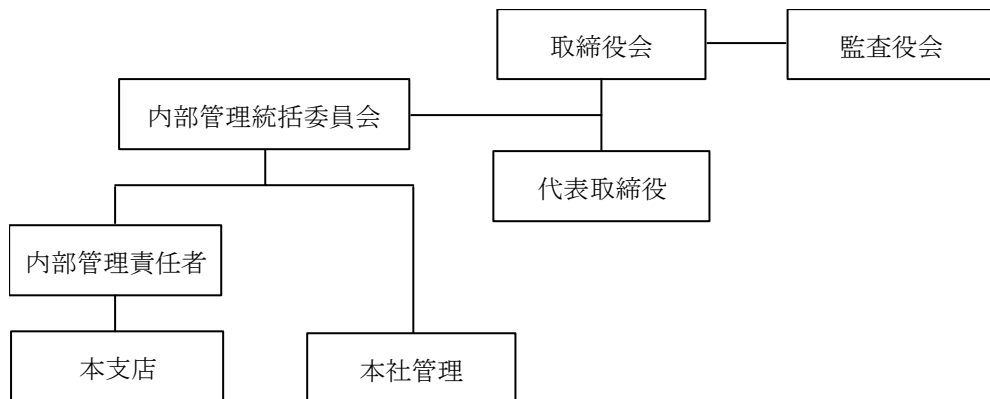 取締役会
監査役会
内部管理統括委員会
代表取締役
内部管理責任者
本支店
本社管理